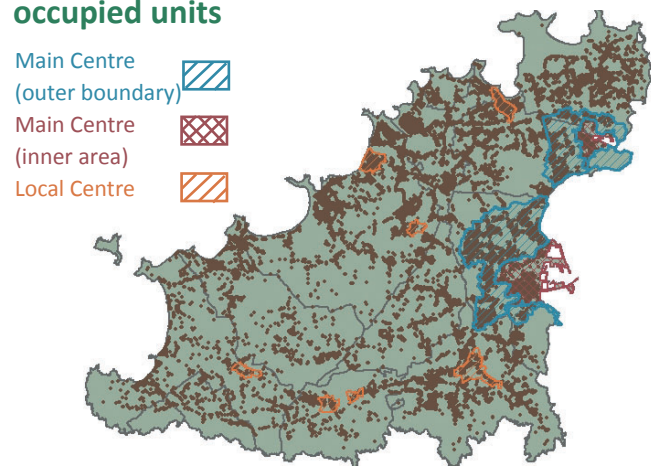 occupied units
Main Centre
(outer boundary)
Main Centre
(inner area)
Local Centre